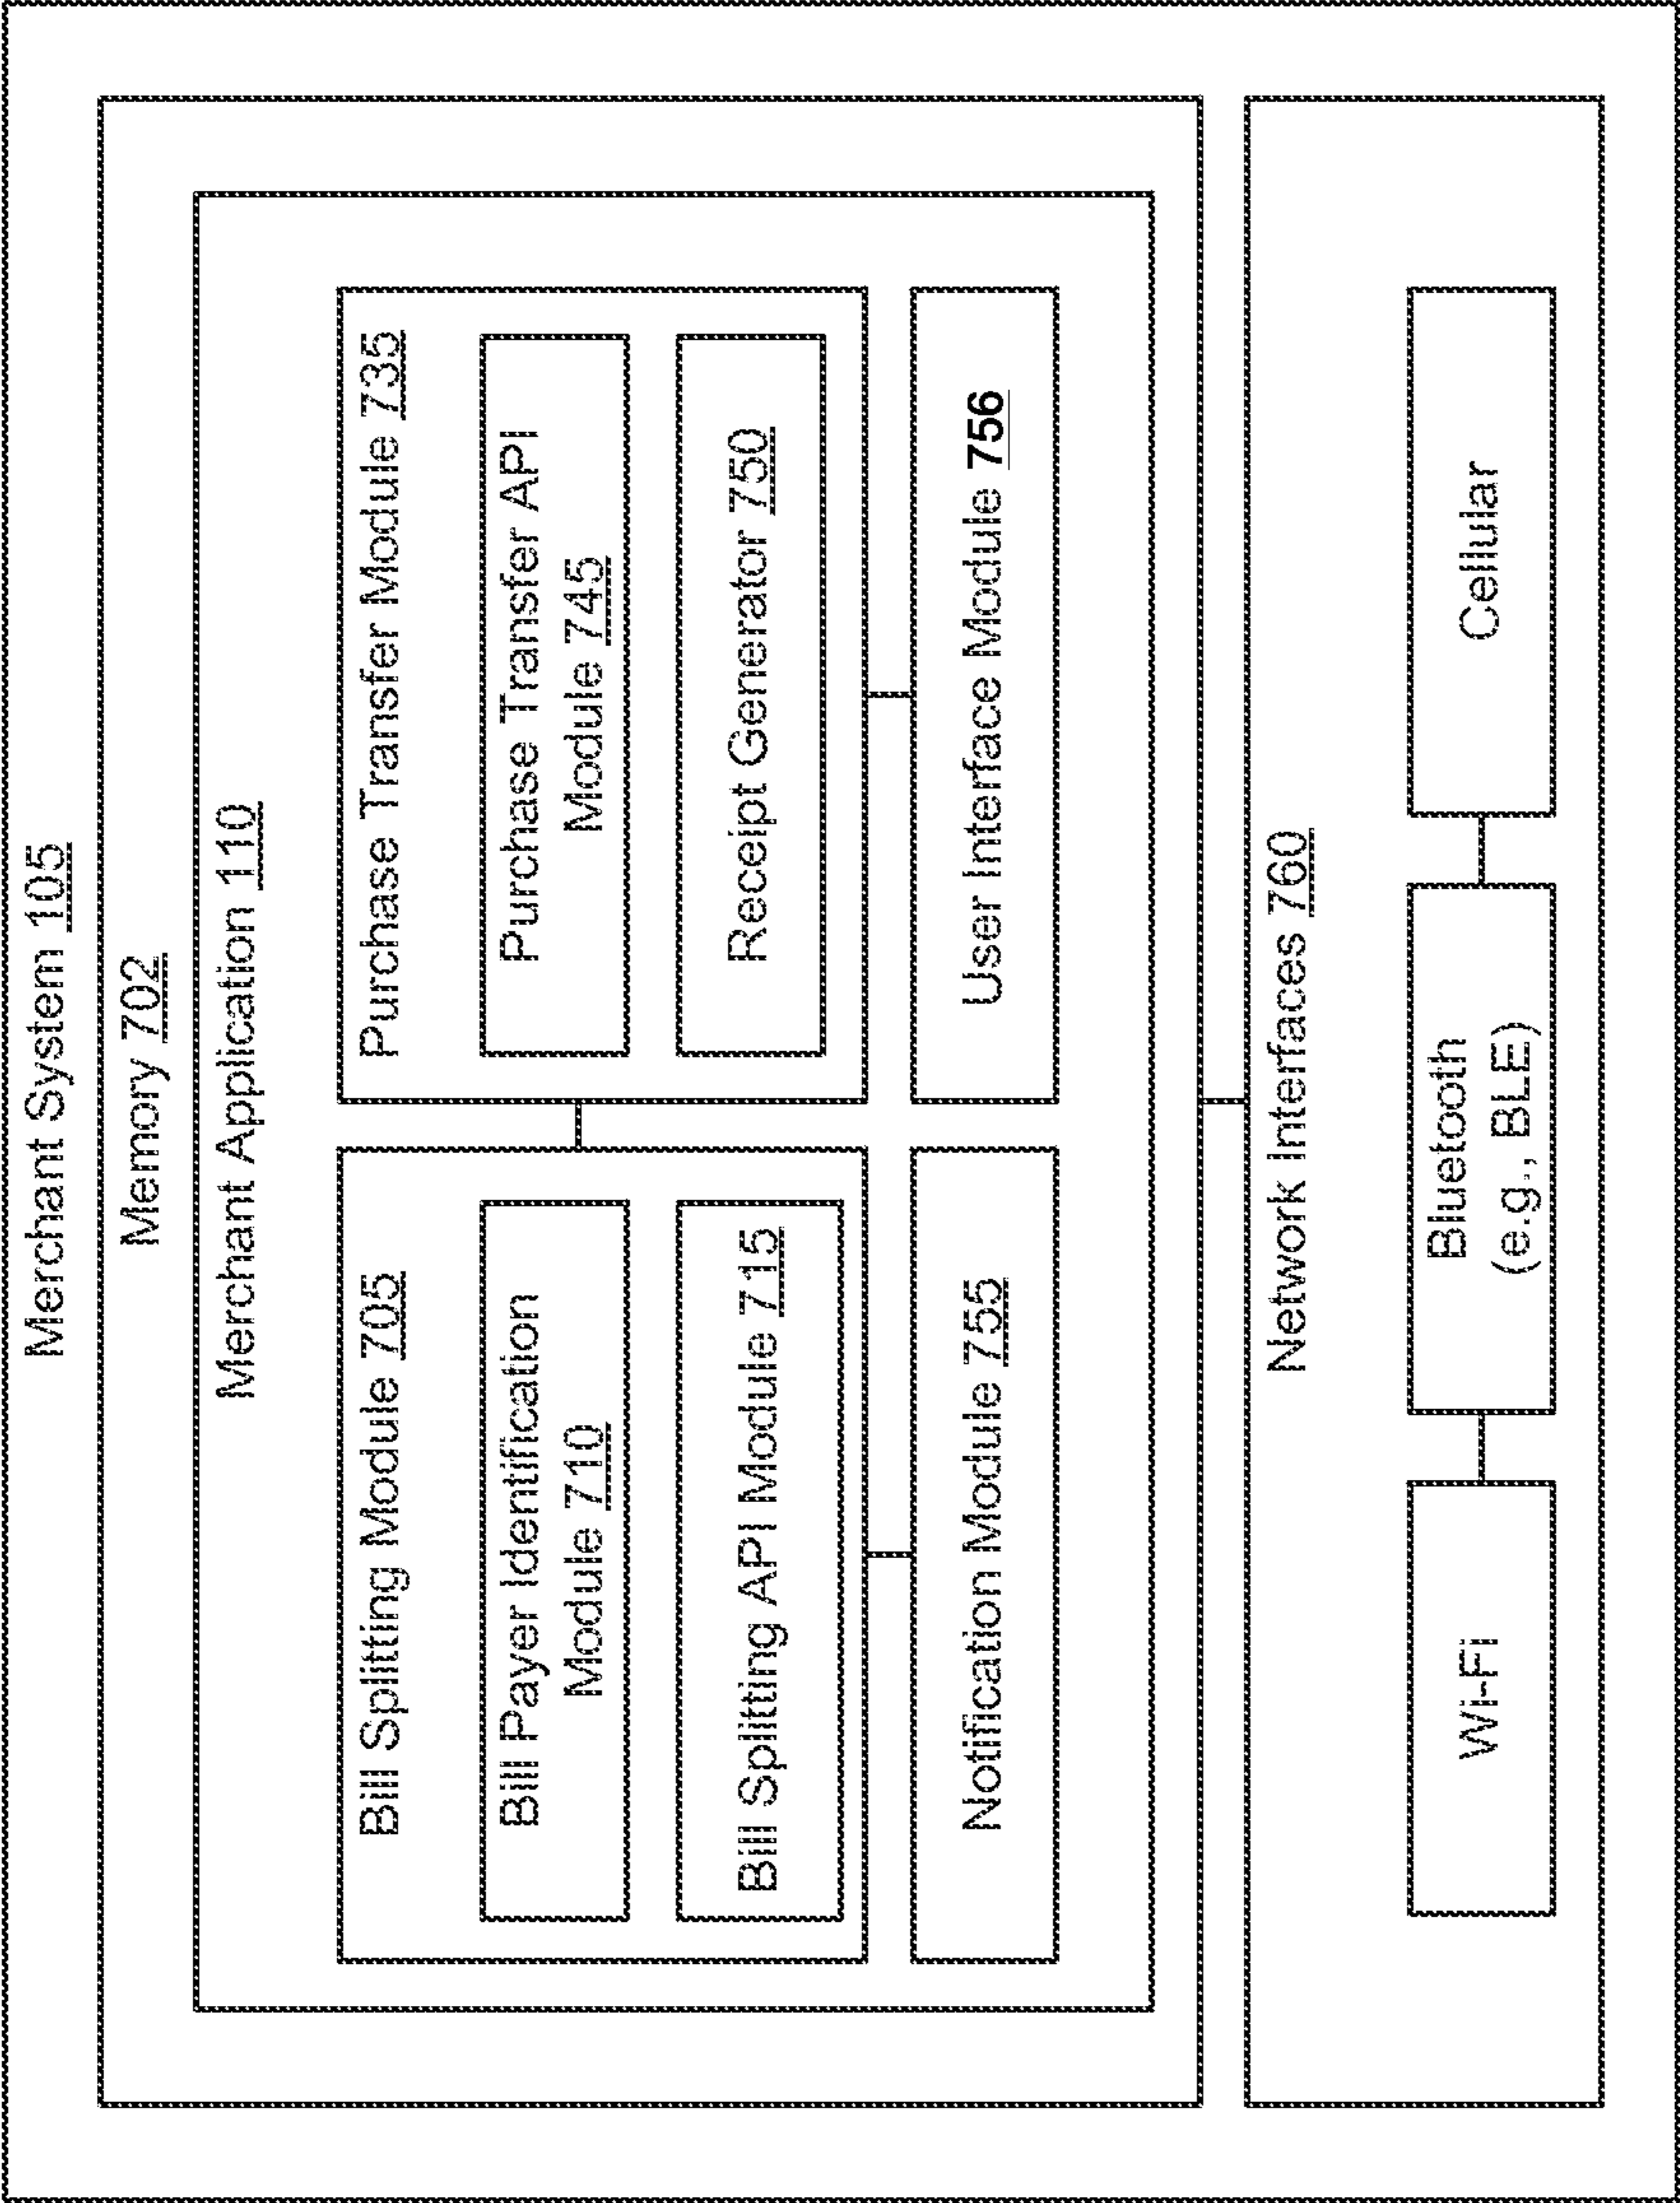 Merchant System 105
Memory 702
Merchant Application 110
Bill Splitting Module 705
Bill Payer Identification
Module 710
Bill Splitting API Module 715
Purchase Transfer Module 735
Purchase Transfer API
Module 745
Receipt Generator 750
Notification Module 755
User Interface Module 756
Network Interfaces 760
Wi-Fi
Bluetooth
(e.g., BLE)
Cellular